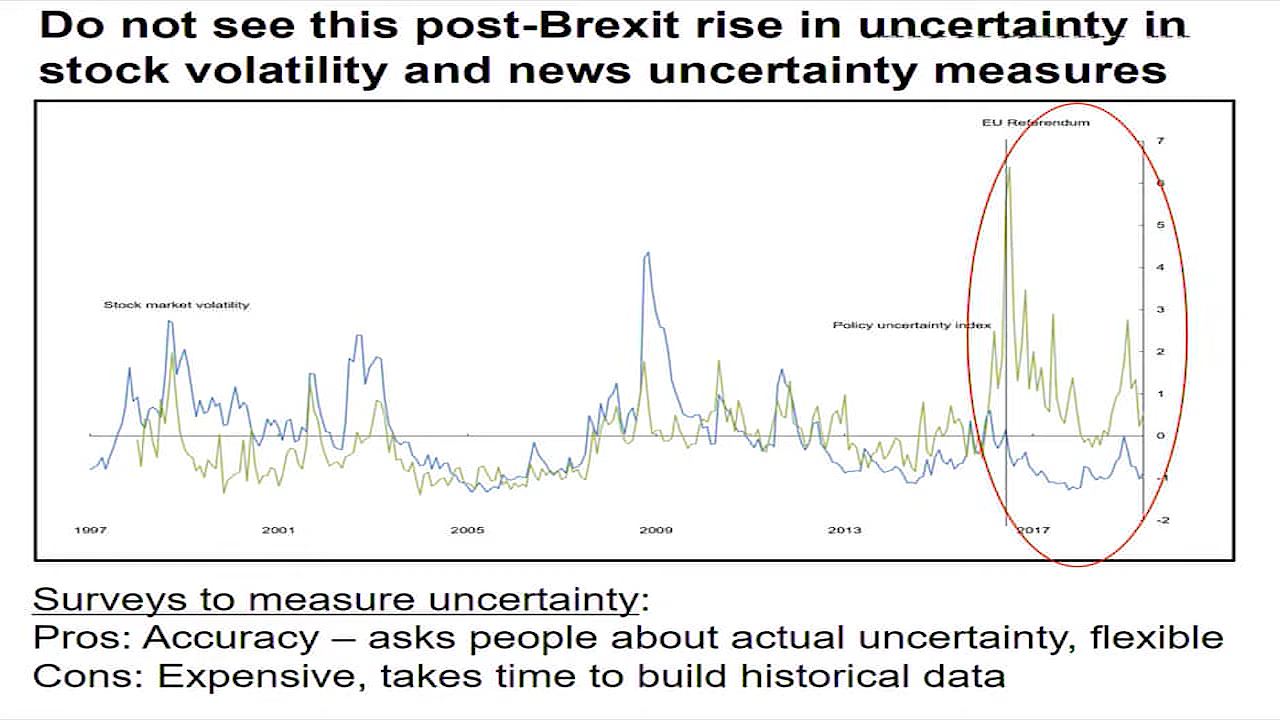 Do not see this post-Brexit rise in uncertainty in
stock volatility and news uncertainty measures
EU Referendum
7
6
5
4
Stock market volatility
3
Policy uncertainty index
2
1
0
-1
-2
1997 2001 2005 2009 2013 2017
Surveys to measure uncertainty:
Pros: Accuracy – asks people about actual uncertainty, flexible
Cons: Expensive, takes time to build historical data